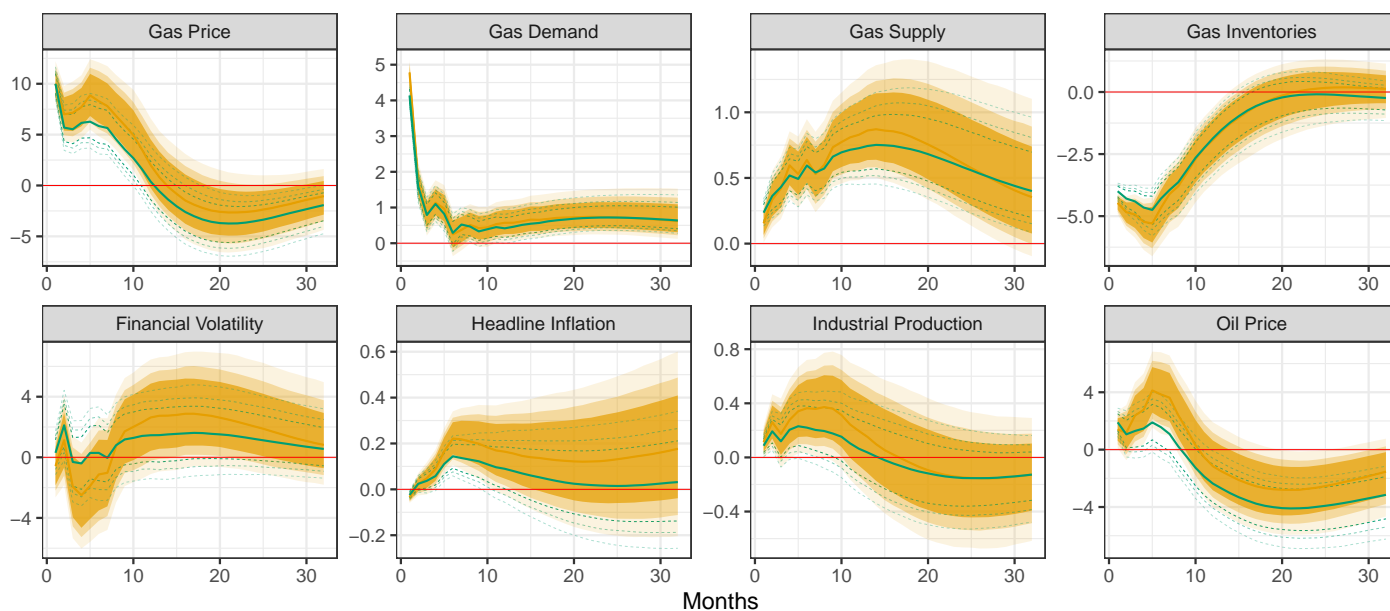 Gas Price Gas Demand Gas Supply Gas Inventories
10
5
0
−5
0 10 20 30
5
4
3
2
1
0
0 10 20 30
1.0
0.5
0.0
0 10 20 30
0.0
−2.5
−5.0
0 10 20 30
Financial Volatility Headline Inflation Industrial Production Oil Price
4
0
−4
0 10 20 30
0.6
0.4
0.2
0.0
−0.2
0 10 20 30
0.8
0.4
0.0
−0.4
0 10 20 30
4
0
−4
0 10 20 30
Months